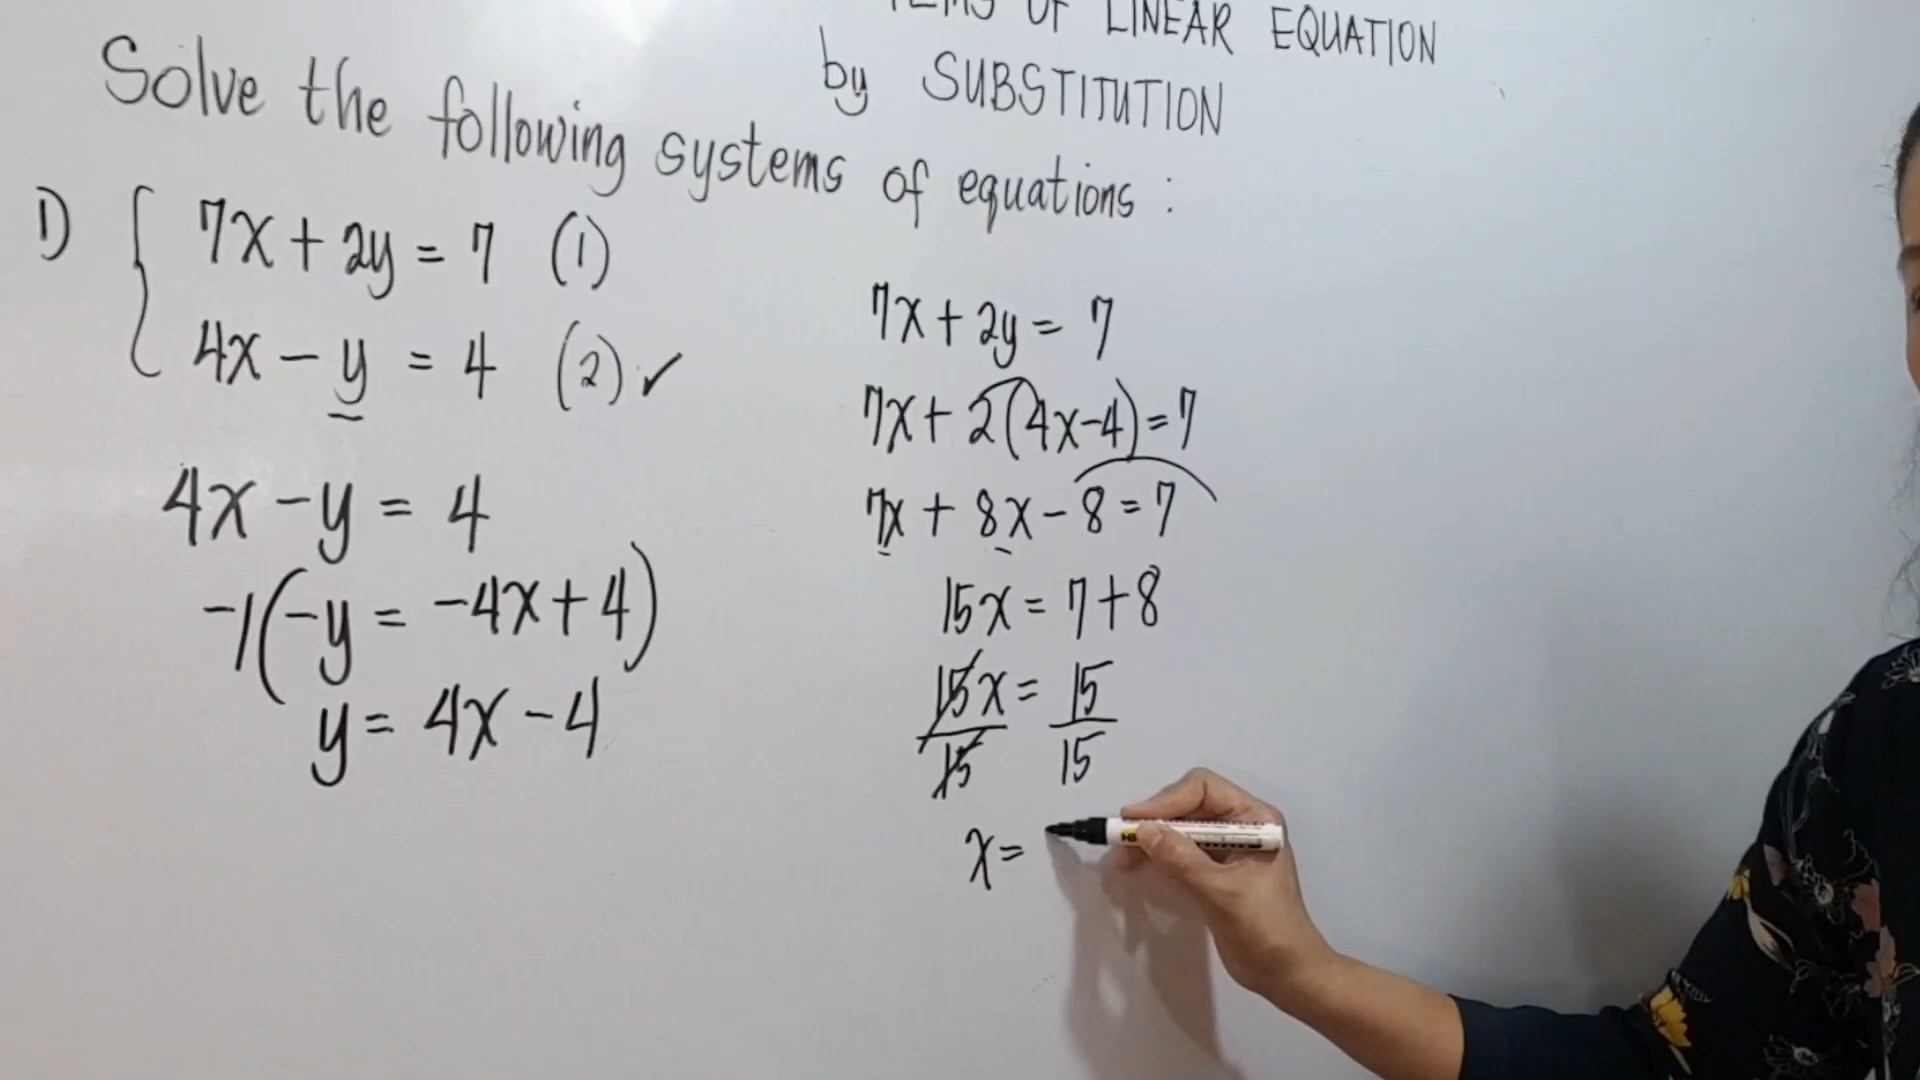 OF LINEAR EQUATION
by SUBSTITUTION
Solve the following systems of equations :
1) 7x + 2y = 7 (1)
4x - y = 4 (2) ✓
4x - y = 4
-1(-y = -4x + 4)
y = 4x - 4
7x + 2y = 7
7x + 2(4x-4) = 7
7x + 8x - 8 = 7
15x = 7 + 8
15x = 15
15 15
x =